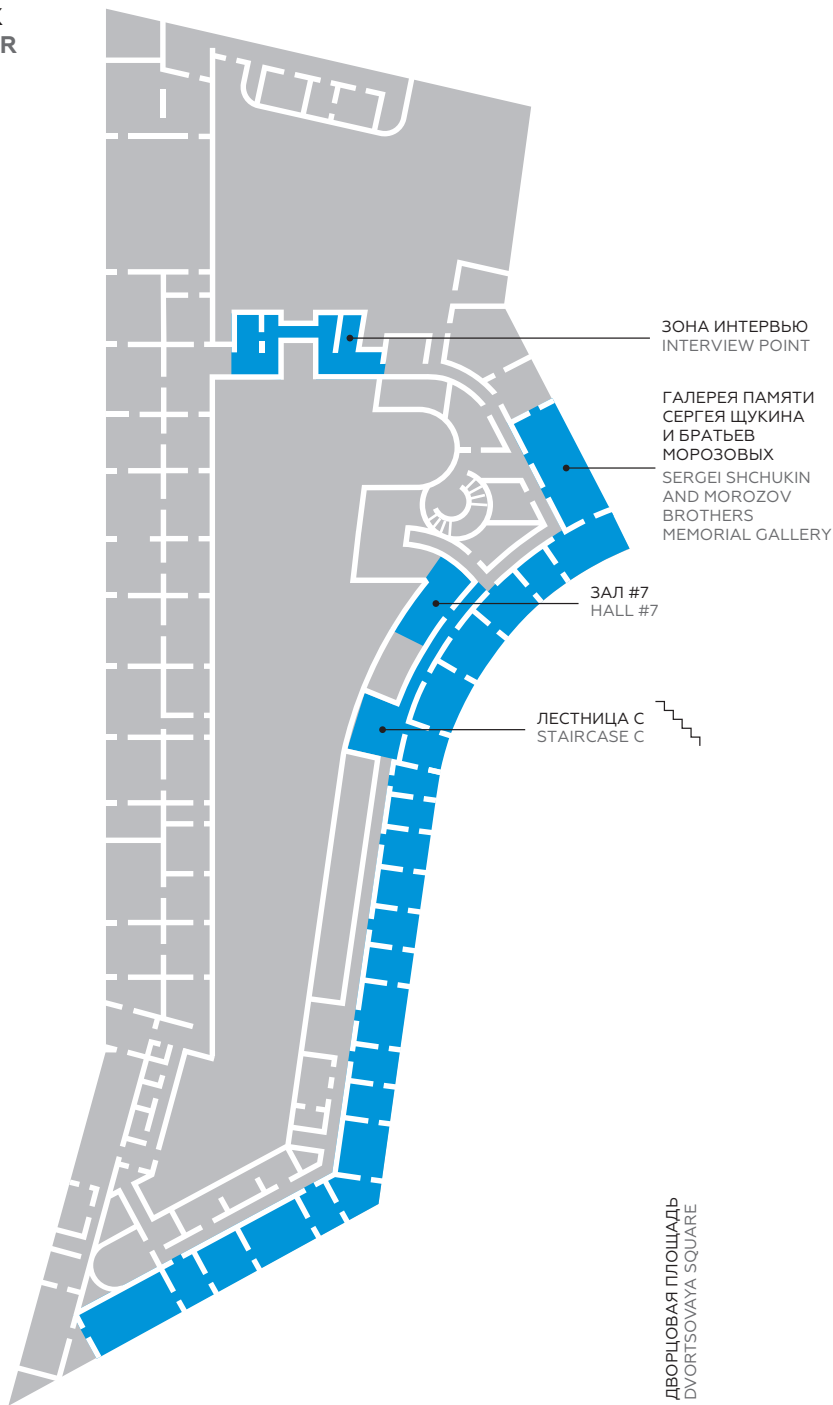 ЗОНА ИНТЕРВЬЮ
INTERVIEW POINT
ГАЛЕРЕЯ ПАМЯТИ
СЕРГЕЯ ЩУКИНА
И БРАТЬЕВ
МОРОЗОВЫХ
SERGEI SHCHUKIN
AND MOROZOV
BROTHERS
MEMORIAL GALLERY
ЗАЛ #7
HALL #7
ЛЕСТНИЦА C
STAIRCASE C
ДВОРЦОВАЯ ПЛОЩАДЬ
DVORTSOVAYA SQUARE